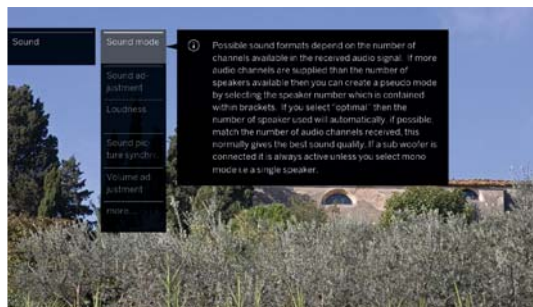 Sound
Sound mode
Sound ad-
justment
Loudness
Sound pic-
ture synchr.
Volume ad
justment
more...
Possible sound formats depend on the number of
channels available in the received audio signal. If more
audio channels are supplied than the number of
speakers available then you can create a pseudo mode
by selecting the speaker number which is contained
within brackets. If you select "optimal" then the
number of speaker used will automatically, if possible,
match the number of audio channels received, this
normally gives the best sound quality. If a sub woofer is
connected it is always active unless you select mono
mode i.e a single speaker.